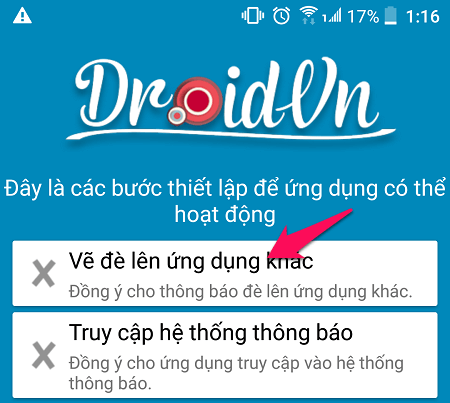 17% 1:16
DroidVn
Đây là các bước thiết lập để ứng dụng có thể
hoạt động
Vẽ đè lên ứng dụng khác
Đồng ý cho thông báo đè lên ứng dụng khác.
Truy cập hệ thống thông báo
Đồng ý cho ứng dụng truy cập vào hệ thống
thông báo.